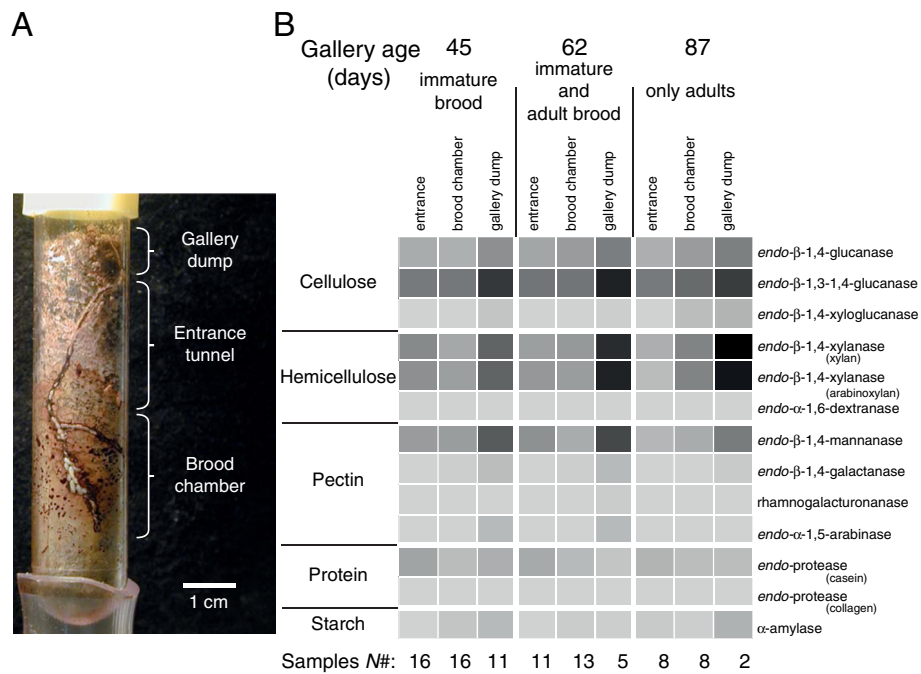 A
Gallery
dump
Entrance
tunnel
Brood
chamber
1 cm
B
Gallery age
(days)
45
immature
brood
62
immature
and
adult brood
87
only adults
entrance
brood chamber
gallery dump
entrance
brood chamber
gallery dump
entrance
brood chamber
gallery dump
Cellulose
endo-β-1,4-glucanase
endo-β-1,3-1,4-glucanase
endo-β-1,4-xyloglucanase
Hemicellulose
endo-β-1,4-xylanase
(xylan)
endo-β-1,4-xylanase
(arabinoxylan)
endo-α-1,6-dextranase
Pectin
endo-β-1,4-mannanase
endo-β-1,4-galactanase
rhamnogalacturonanase
endo-α-1,5-arabinase
Protein
endo-protease
(casein)
endo-protease
(collagen)
Starch
α-amylase
Samples N#: 16 16 11 11 13 5 8 8 2